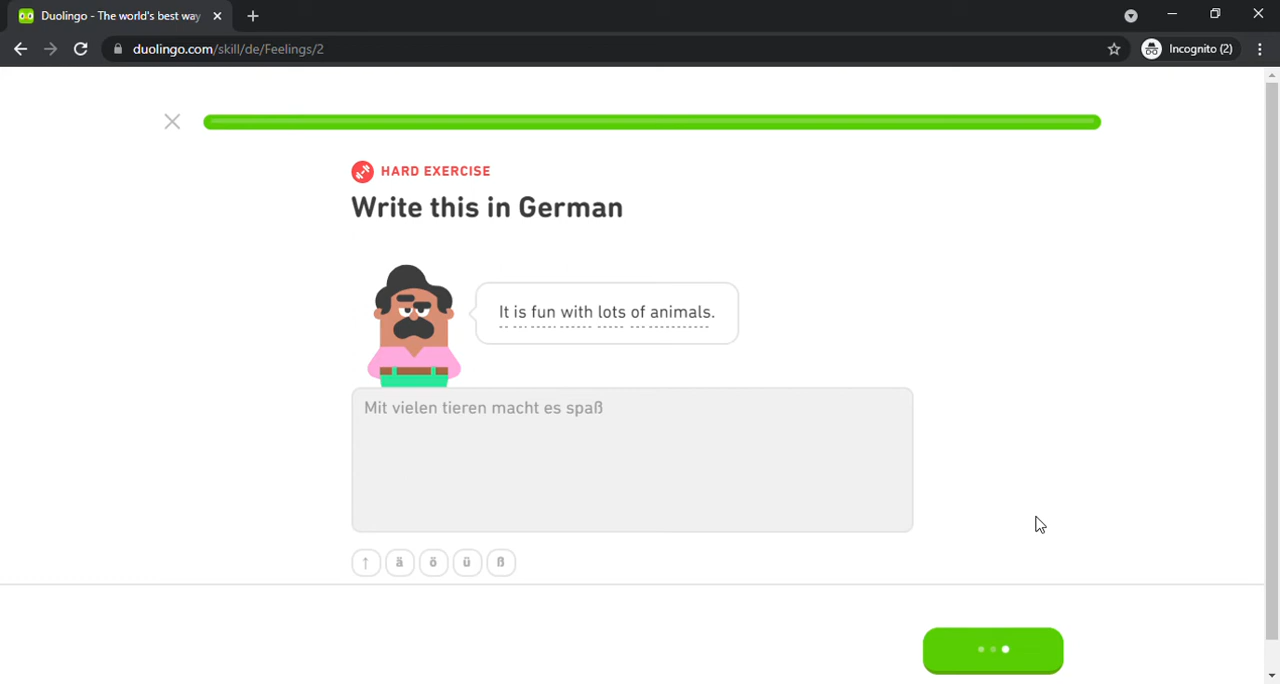 Duolingo - The world's best way
duolingo.com/skill/de/Feelings/2
Incognito (2)
HARD EXERCISE
Write this in German
It is fun with lots of animals.
Mit vielen tieren macht es spaß
↑ ä ö ü ß